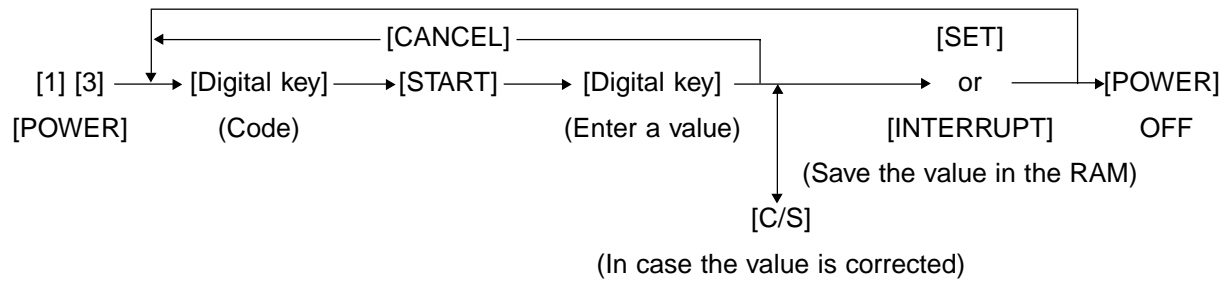 [CANCEL] [SET]
[1] [3] [Digital key] [START] [Digital key] or [POWER]
[POWER] (Code) (Enter a value) [INTERRUPT] OFF
(Save the value in the RAM)
[C/S]
(In case the value is corrected)